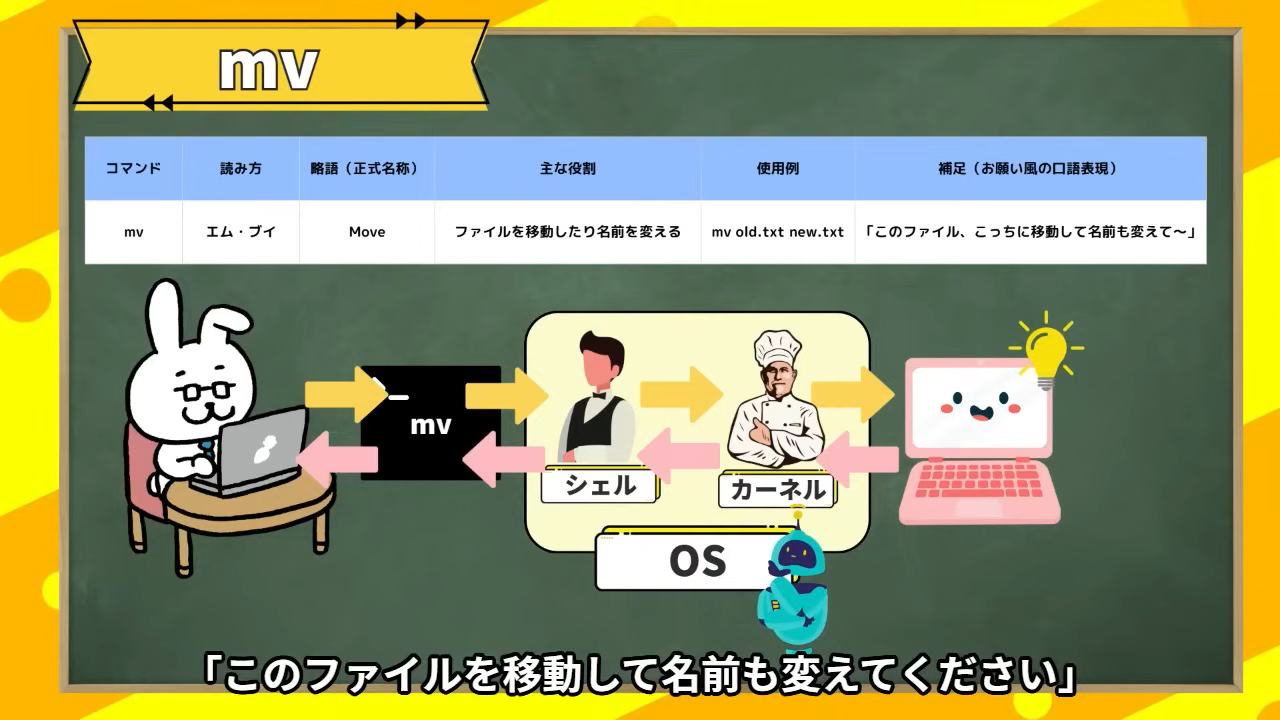 mv
コマンド 読み方 略語（正式名称） 主な役割 使用例 補足（お願い風の口語表現）
mv エム・ブイ Move ファイルを移動したり名前を変える mv old.txt new.txt 「このファイル、こっちに移動して名前も変えて〜」
mv
シェル
カーネル
OS
「このファイルを移動して名前も変えてください」